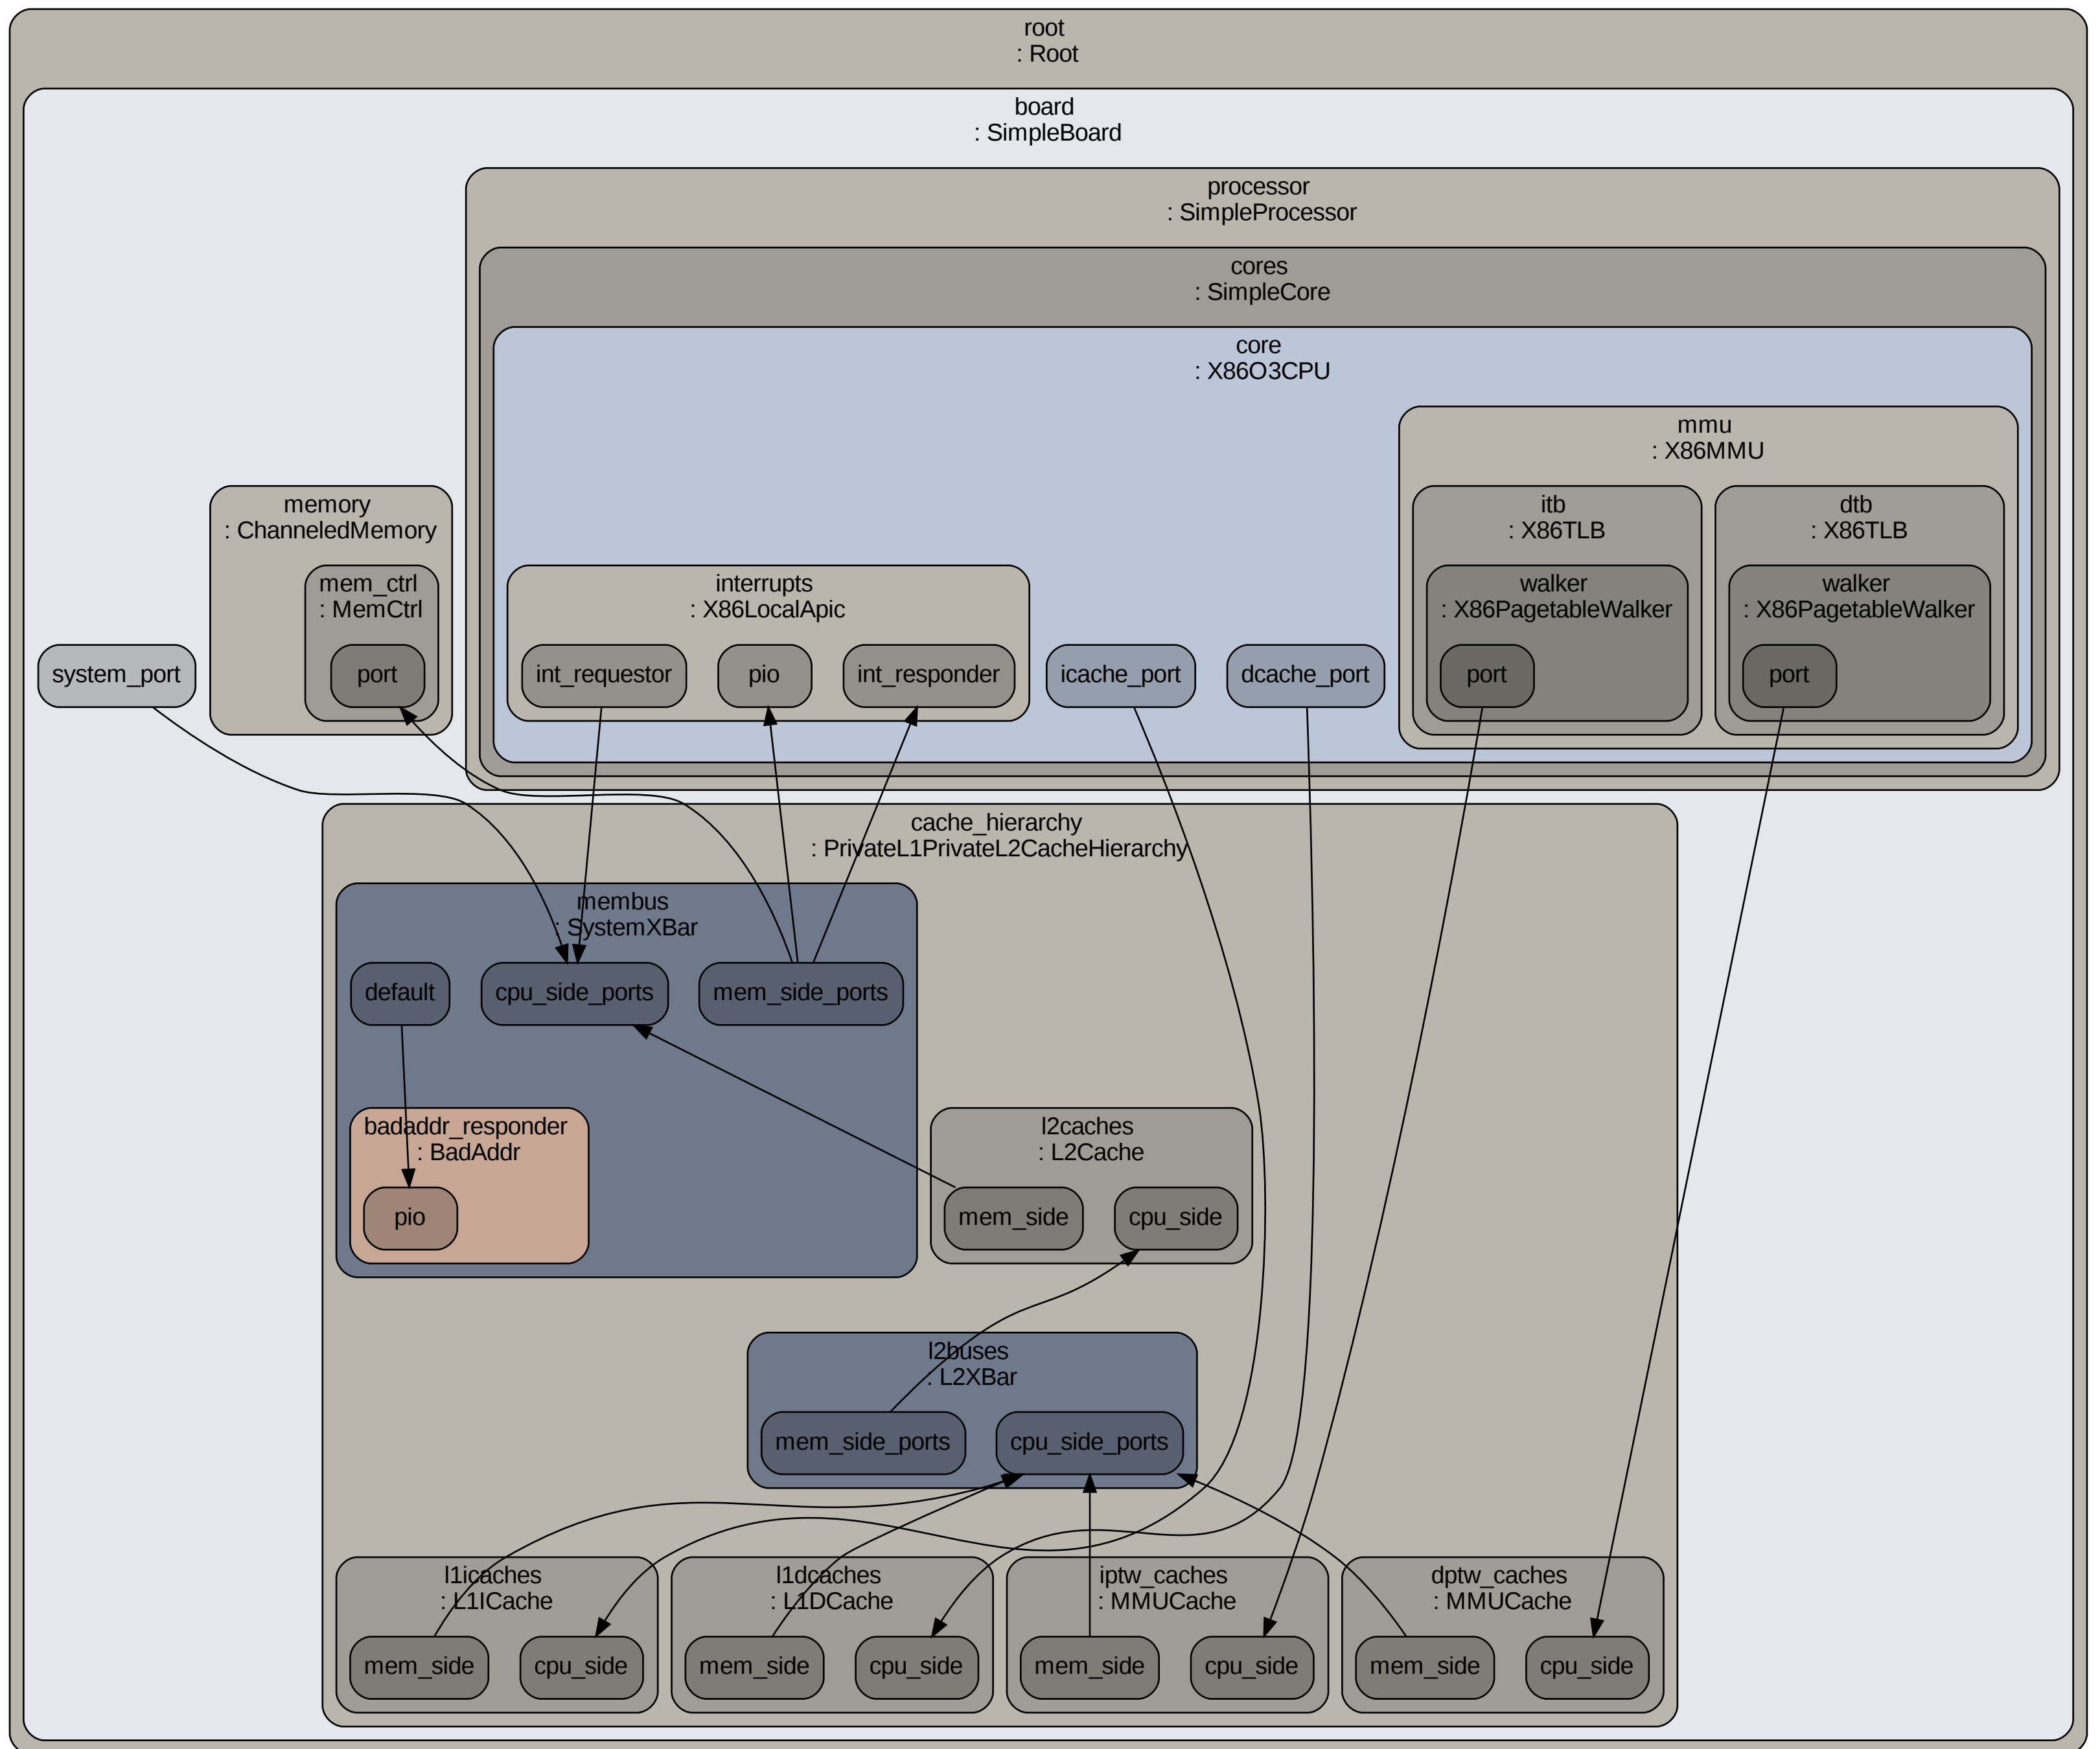 root
: Root
board
: SimpleBoard
processor
: SimpleProcessor
cores
: SimpleCore
core
: X86O3CPU
mmu
: X86MMU
memory
: ChanneledMemory
itb
: X86TLB
dtb
: X86TLB
mem_ctrl
: MemCtrl
interrupts
: X86LocalApic
walker
: X86PagetableWalker
walker
: X86PagetableWalker
system_port
port
int_requestor
pio
int_responder
icache_port
dcache_port
port
port
cache_hierarchy
: PrivateL1PrivateL2CacheHierarchy
membus
: SystemXBar
default
cpu_side_ports
mem_side_ports
badaddr_responder
: BadAddr
pio
l2caches
: L2Cache
mem_side
cpu_side
l2buses
: L2XBar
mem_side_ports
cpu_side_ports
l1icaches
: L1ICache
mem_side
cpu_side
l1dcaches
: L1DCache
mem_side
cpu_side
iptw_caches
: MMUCache
mem_side
cpu_side
dptw_caches
: MMUCache
mem_side
cpu_side